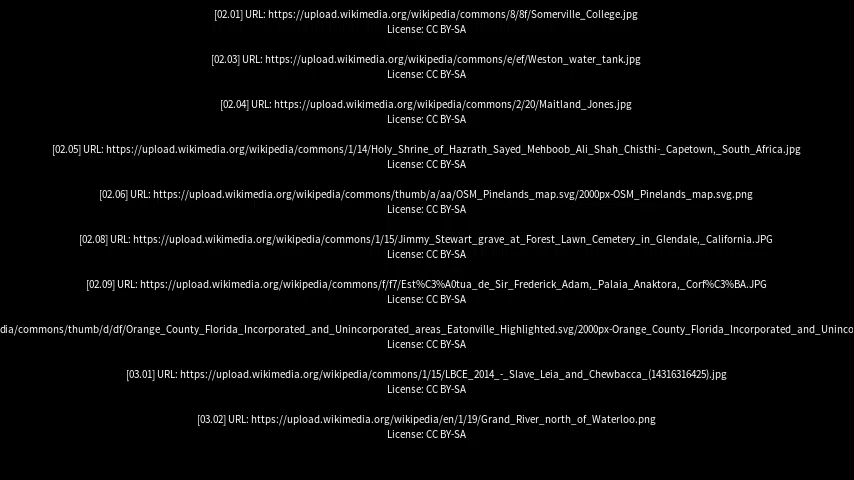 [02.01] URL: https://upload.wikimedia.org/wikipedia/commons/8/8f/Somerville_College.jpg
License: CC BY-SA
[02.03] URL: https://upload.wikimedia.org/wikipedia/commons/e/ef/Weston_water_tank.jpg
License: CC BY-SA
[02.04] URL: https://upload.wikimedia.org/wikipedia/commons/2/20/Maitland_Jones.jpg
License: CC BY-SA
[02.05] URL: https://upload.wikimedia.org/wikipedia/commons/1/14/Holy_Shrine_of_Hazrath_Sayed_Mehboob_Ali_Shah_Chisthi-_Capetown,_South_Africa.jpg
License: CC BY-SA
[02.06] URL: https://upload.wikimedia.org/wikipedia/commons/thumb/a/aa/OSM_Pinelands_map.svg/2000px-OSM_Pinelands_map.svg.png
License: CC BY-SA
[02.08] URL: https://upload.wikimedia.org/wikipedia/commons/1/15/Jimmy_Stewart_grave_at_Forest_Lawn_Cemetery_in_Glendale,_California.JPG
License: CC BY-SA
[02.09] URL: https://upload.wikimedia.org/wikipedia/commons/f/f7/Est%C3%A0tua_de_Sir_Frederick_Adam,_Palaia_Anaktora,_Corf%C3%BA.JPG
License: CC BY-SA
dia/commons/thumb/d/df/Orange_County_Florida_Incorporated_and_Unincorporated_areas_Eatonville_Highlighted.svg/2000px-Orange_County_Florida_Incorporated_and_Uninco
License: CC BY-SA
[03.01] URL: https://upload.wikimedia.org/wikipedia/commons/1/15/LBCE_2014_-_Slave_Leia_and_Chewbacca_(14316316425).jpg
License: CC BY-SA
[03.02] URL: https://upload.wikimedia.org/wikipedia/en/1/19/Grand_River_north_of_Waterloo.png
License: CC BY-SA